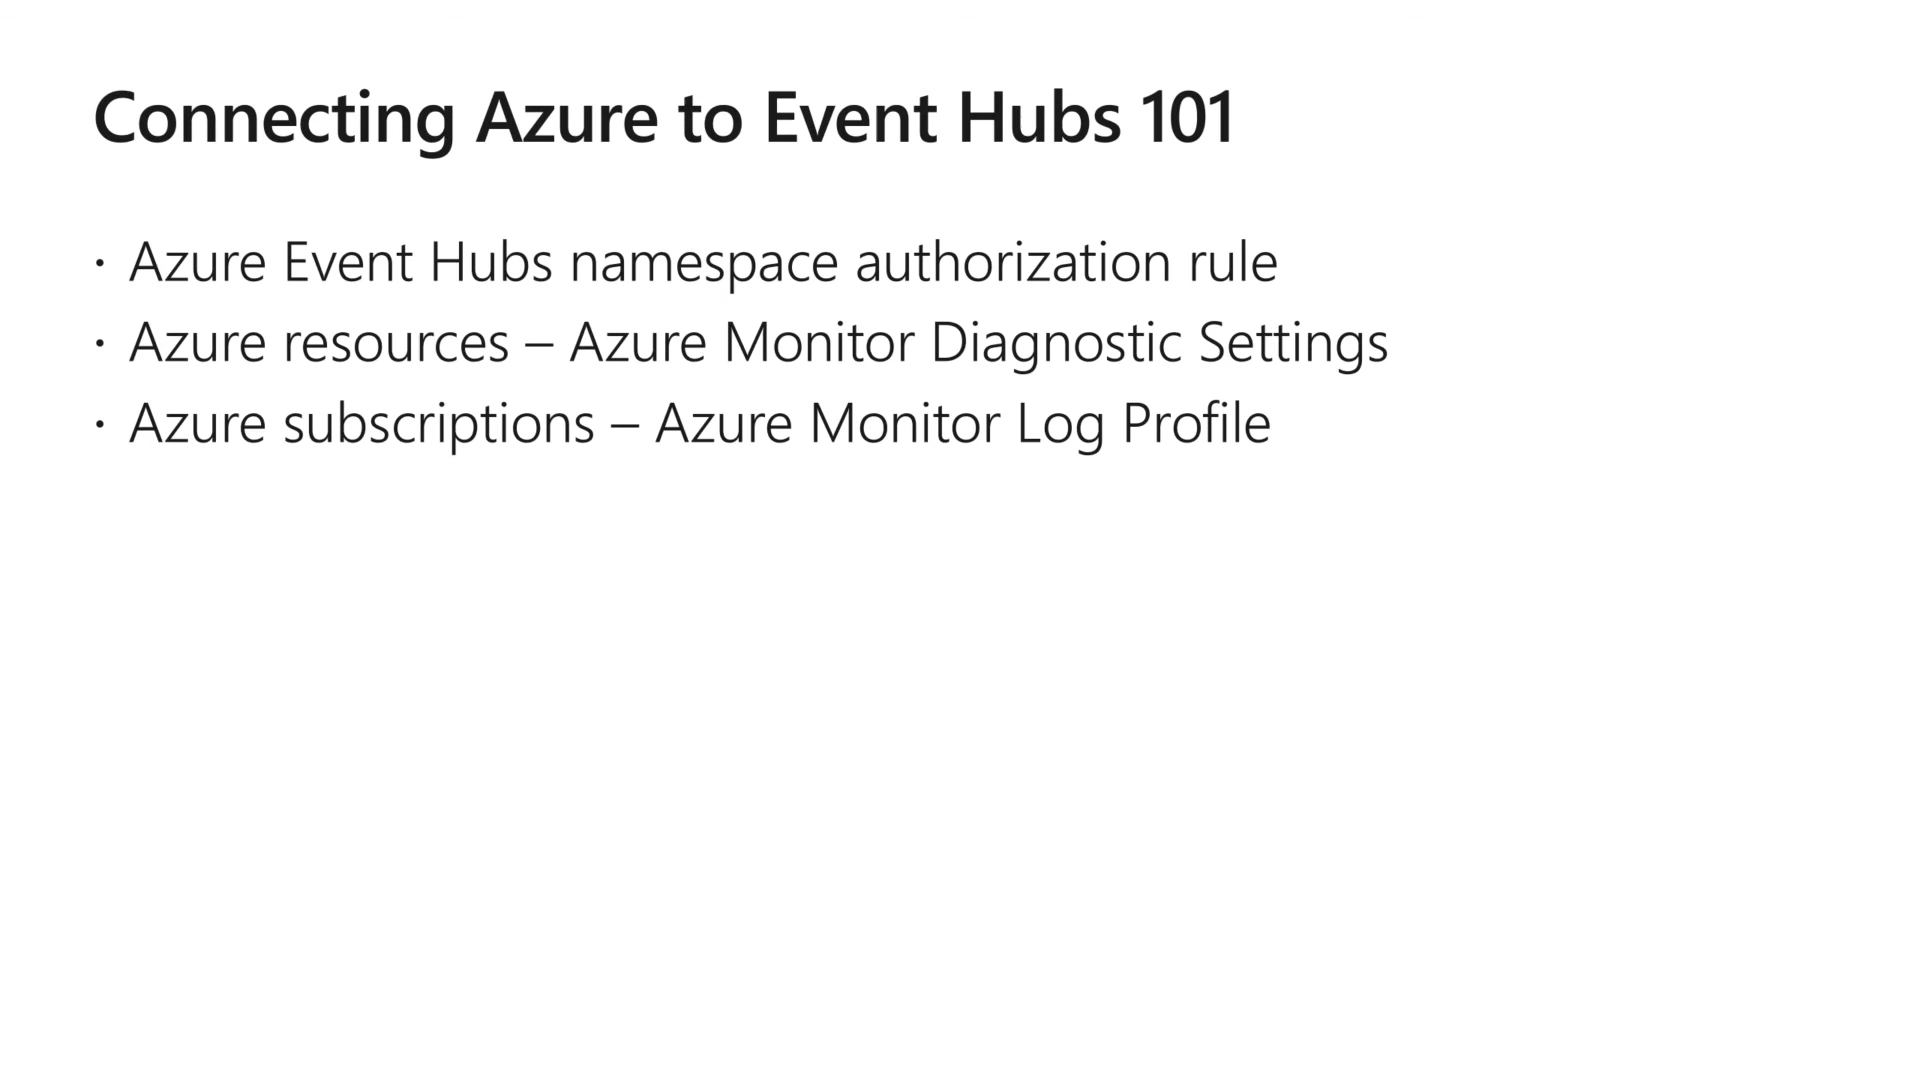 Connecting Azure to Event Hubs 101
· Azure Event Hubs namespace authorization rule
· Azure resources – Azure Monitor Diagnostic Settings
· Azure subscriptions – Azure Monitor Log Profile